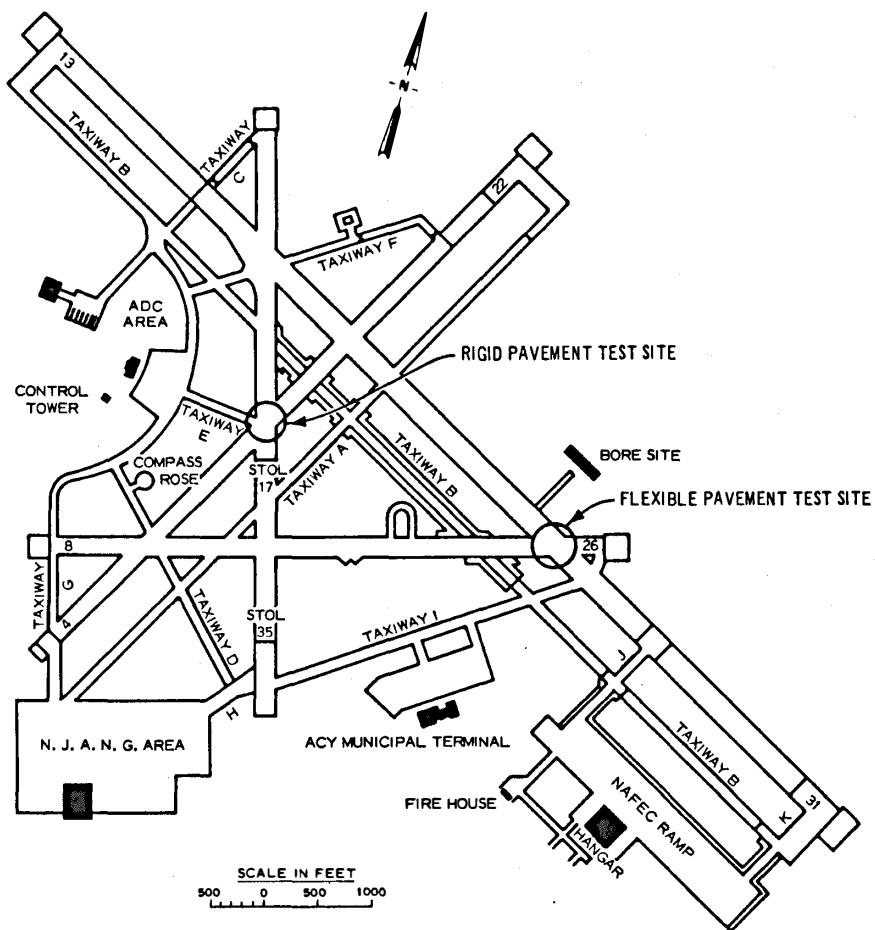 13
TAXIWAY B
TAXIWAY
C
N
22
TAXIWAY F
ADC
AREA
RIGID PAVEMENT TEST SITE
CONTROL
TOWER
TAXIWAY
E
COMPASS
ROSE
STOL
17
TAXIWAY A
TAXIWAY B
BORE SITE
FLEXIBLE PAVEMENT TEST SITE
8
26
TAXIWAY
G
4
TAXIWAY D
STOL
35
TAXIWAY I
H
J
N. J. A. N. G. AREA
ACY MUNICIPAL TERMINAL
TAXIWAY B
31
K
FIRE HOUSE
NAFEC RAMP
HANGAR
SCALE IN FEET
500 0 500 1000